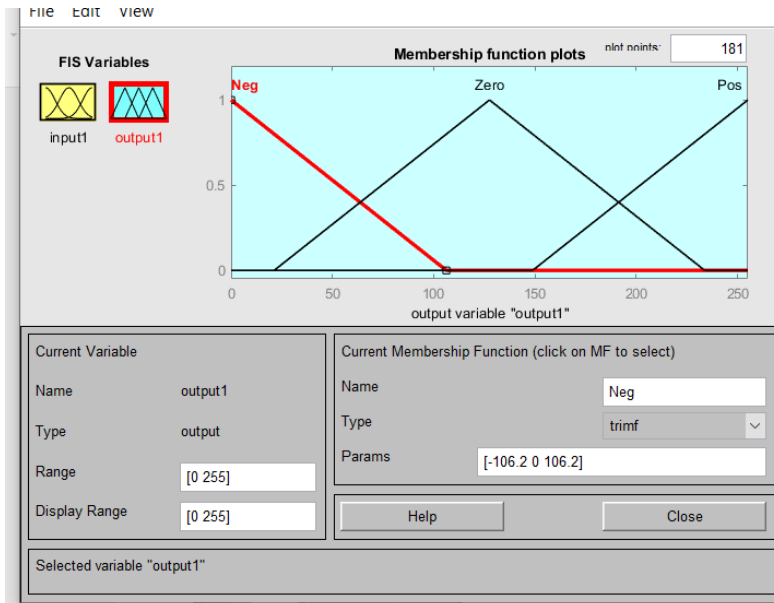 File Edit View
FIS Variables
Membership function plots
plot points:
181
input1
output1
Neg
Zero
Pos
1
0.5
0
0
50
100
150
200
250
output variable "output1"
Current Variable
Name
output1
Type
output
Range
[0 255]
Display Range
[0 255]
Current Membership Function (click on MF to select)
Name
Neg
Type
trimf
Params
[-106.2 0 106.2]
Help
Close
Selected variable "output1"